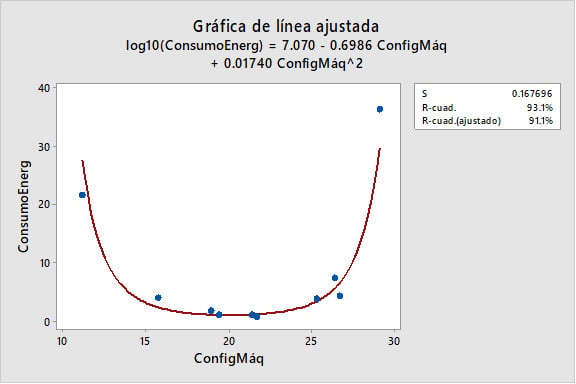 Gráfica de línea ajustada
log10(ConsumoEnerg) = 7.070 - 0.6986 ConfigMáq
+ 0.01740 ConfigMáq^2
S 0.167696
R-cuad. 93.1%
R-cuad.(ajustado) 91.1%
ConsumoEnerg
40
30
20
10
0
10 15 20 25 30
ConfigMáq